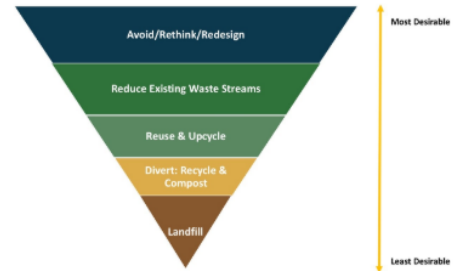 Avoid/Rethink/Redesign
Most Desirable
Reduce Existing Waste Streams
Reuse & Upcycle
Divert: Recycle &
Compost
Landfill
Least Desirable